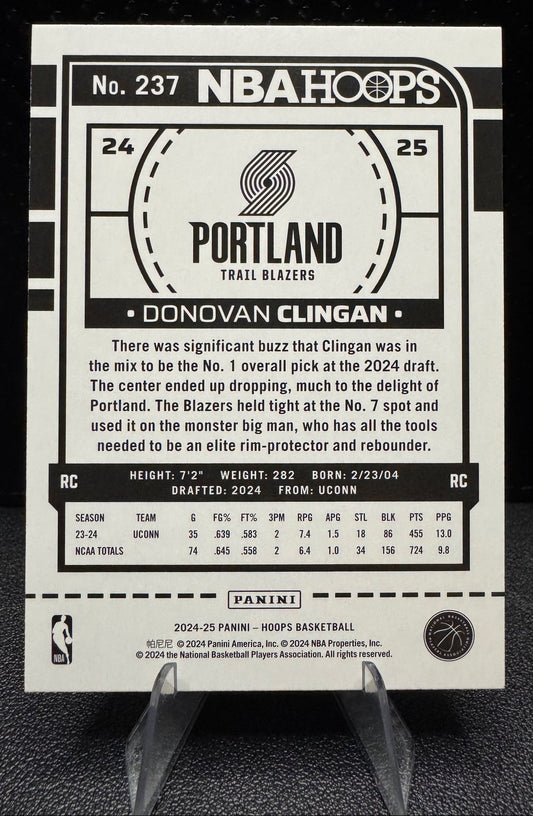 No. 237 NBA HOOPS
24 25
PORTLAND
TRAIL BLAZERS
• DONOVAN CLINGAN •
There was significant buzz that Clingan was in
the mix to be the No. 1 overall pick at the 2024 draft.
The center ended up dropping, much to the delight of
Portland. The Blazers held tight at the No. 7 spot and
used it on the monster big man, who has all the tools
needed to be an elite rim-protector and rebounder.
RC HEIGHT: 7'2" WEIGHT: 282 BORN: 2/23/04 RC
DRAFTED: 2024 FROM: UCONN
SEASON TEAM G FG% FT% 3PM RPG APG STL BLK PTS PPG
23-24 UCONN 35 .639 .583 2 7.4 1.5 18 86 455 13.0
NCAA TOTALS 74 .645 .558 2 6.4 1.0 34 156 724 9.8
PANINI
2024-25 PANINI – HOOPS BASKETBALL
帕尼尼 © 2024 Panini America, Inc. © 2024 NBA Properties, Inc.
© 2024 the National Basketball Players Association. All rights reserved.
NBA